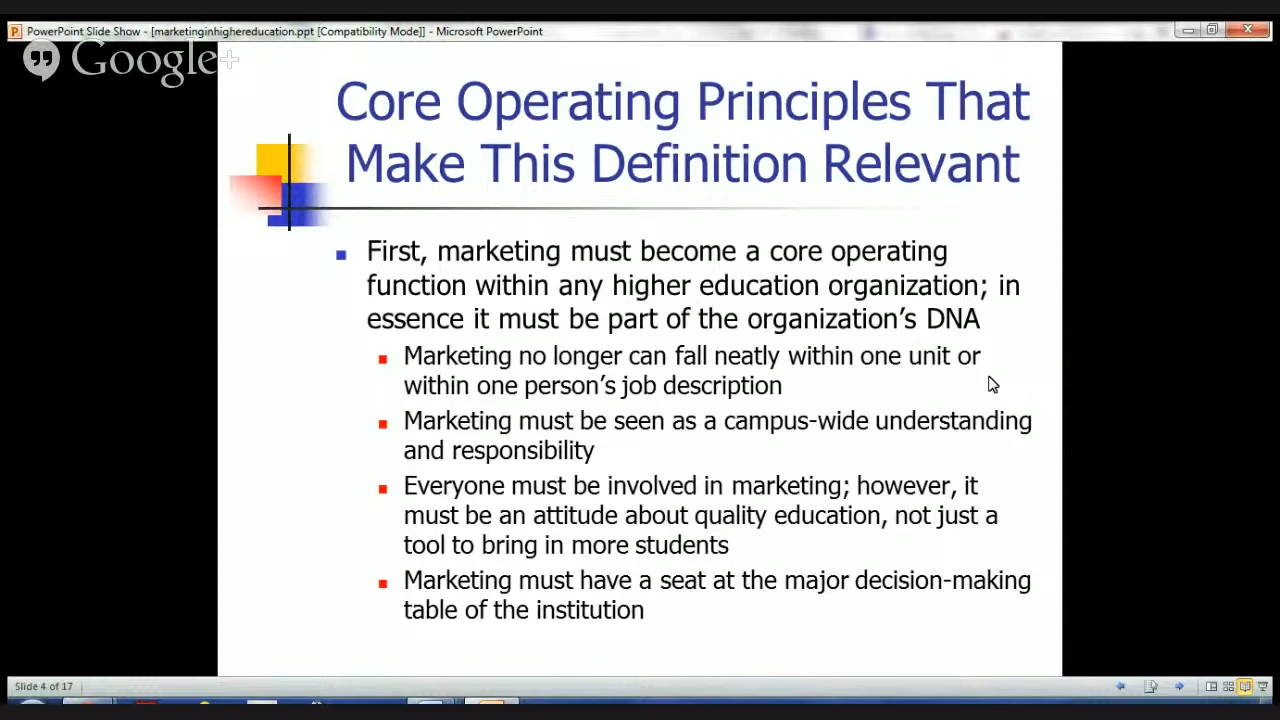 PowerPoint Slide Show - [marketinginhighereducation.ppt [Compatibility Mode]] - Microsoft PowerPoint
Google+
Core Operating Principles That
Make This Definition Relevant
First, marketing must become a core operating
function within any higher education organization; in
essence it must be part of the organization’s DNA
Marketing no longer can fall neatly within one unit or
within one person’s job description
Marketing must be seen as a campus-wide understanding
and responsibility
Everyone must be involved in marketing; however, it
must be an attitude about quality education, not just a
tool to bring in more students
Marketing must have a seat at the major decision-making
table of the institution
Slide 4 of 17